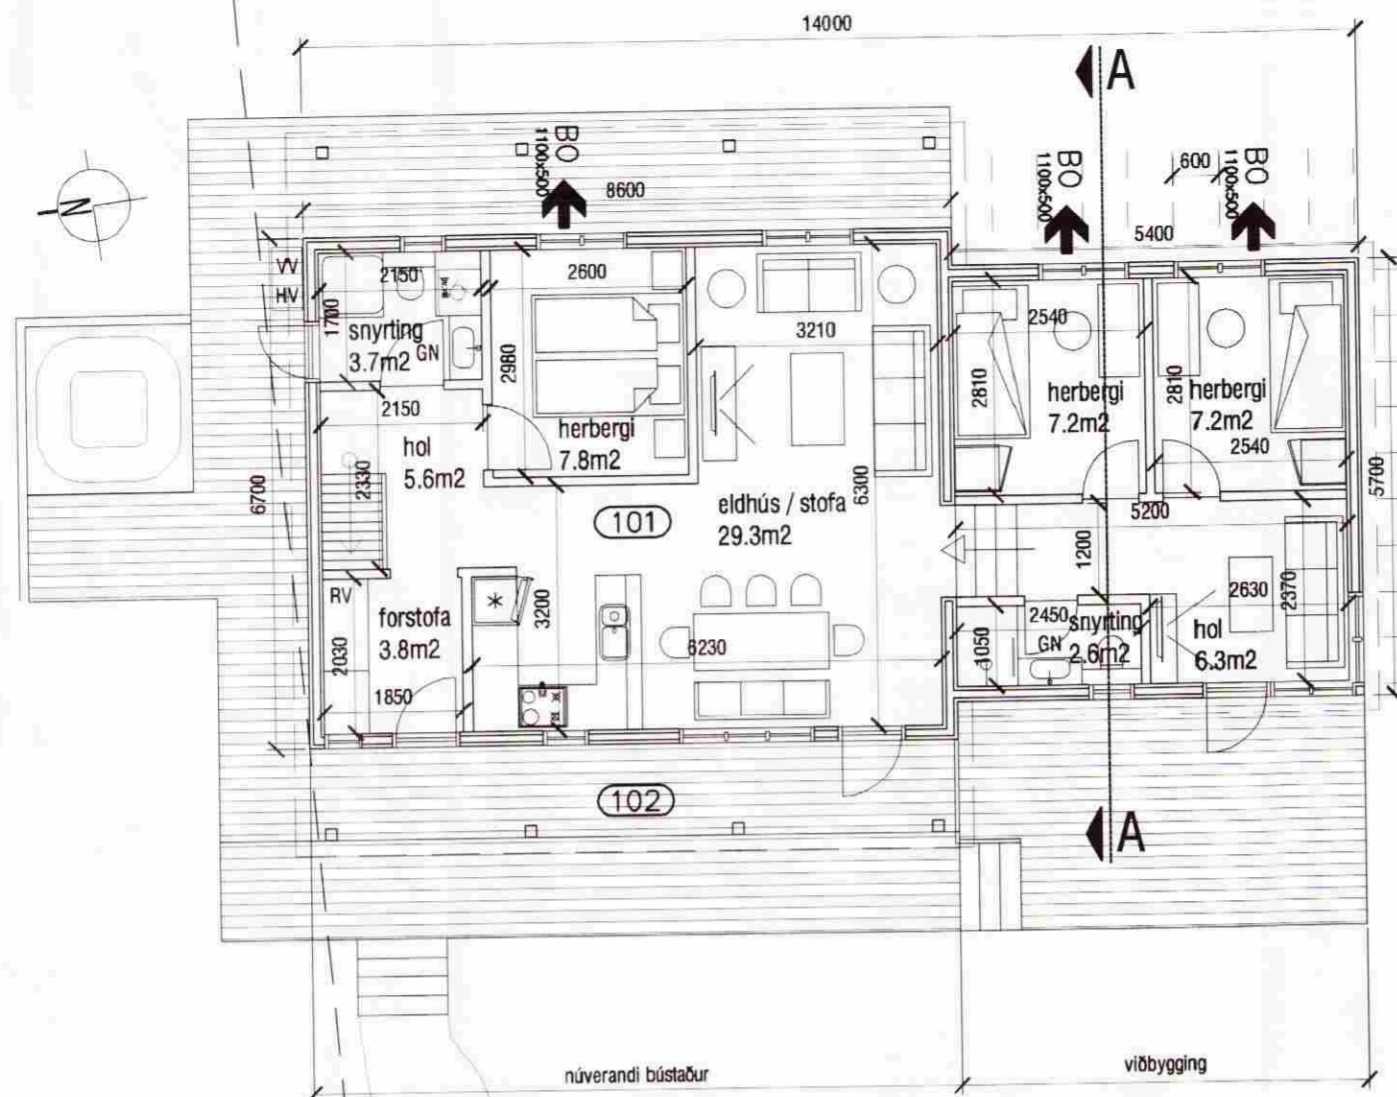 14000
A
BO
1100x500
8600
BO
1100x500
600
BO
1100x500
5400
N
VV
HV
2150
1700
snyrting
3.7m2
GN
2600
2980
3210
2540
2810
herbergi
7.2m2
2810
herbergi
7.2m2
2540
2150
hol
5.6m2
2330
herbergi
7.8m2
6700
101
eldhús / stofa
29.3m2
6300
5700
5200
1200
RV
forstofa
3.8m2
2030
1850
3200
6230
1050
2450
GN
snyrting
2.6m2
2630
2370
hol
6.3m2
102
A
núverandi bústaður
viðbygging